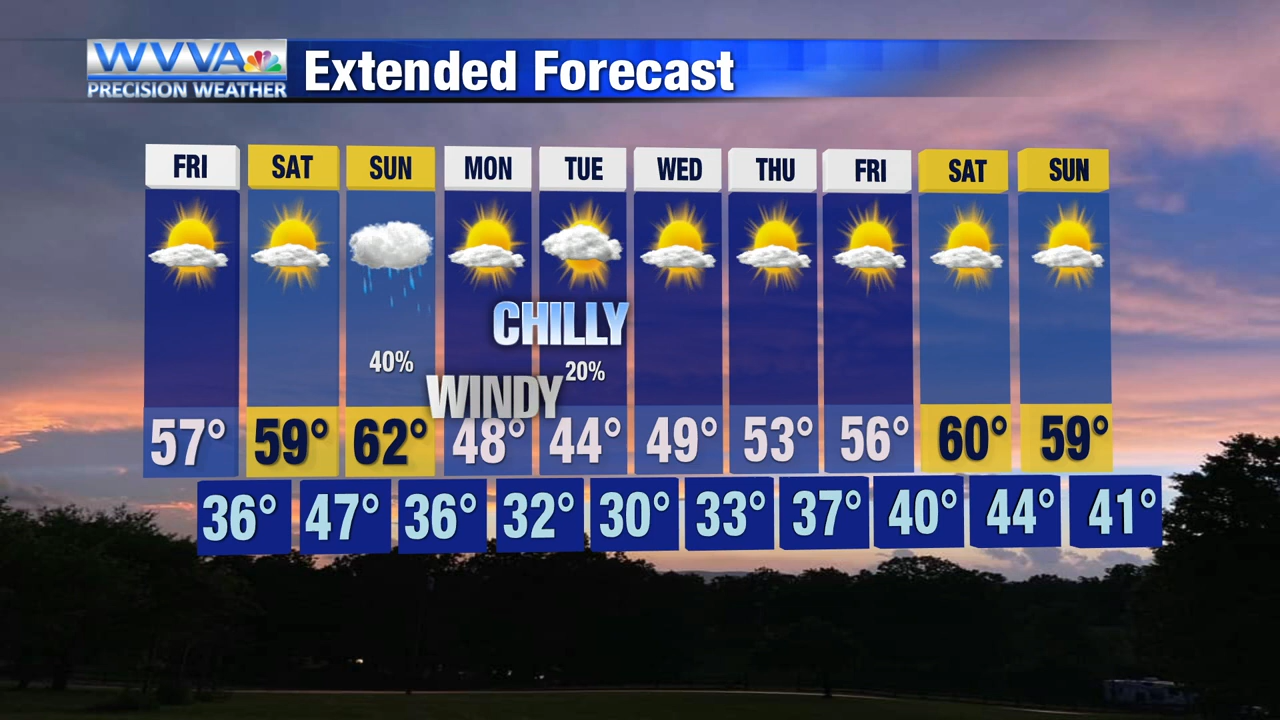 WVVA
PRECISION WEATHER
Extended Forecast
FRI SAT SUN MON TUE WED THU FRI SAT SUN
CHILLY
40% 20%
WINDY
57° 59° 62° 48° 44° 49° 53° 56° 60° 59°
36° 47° 36° 32° 30° 33° 37° 40° 44° 41°